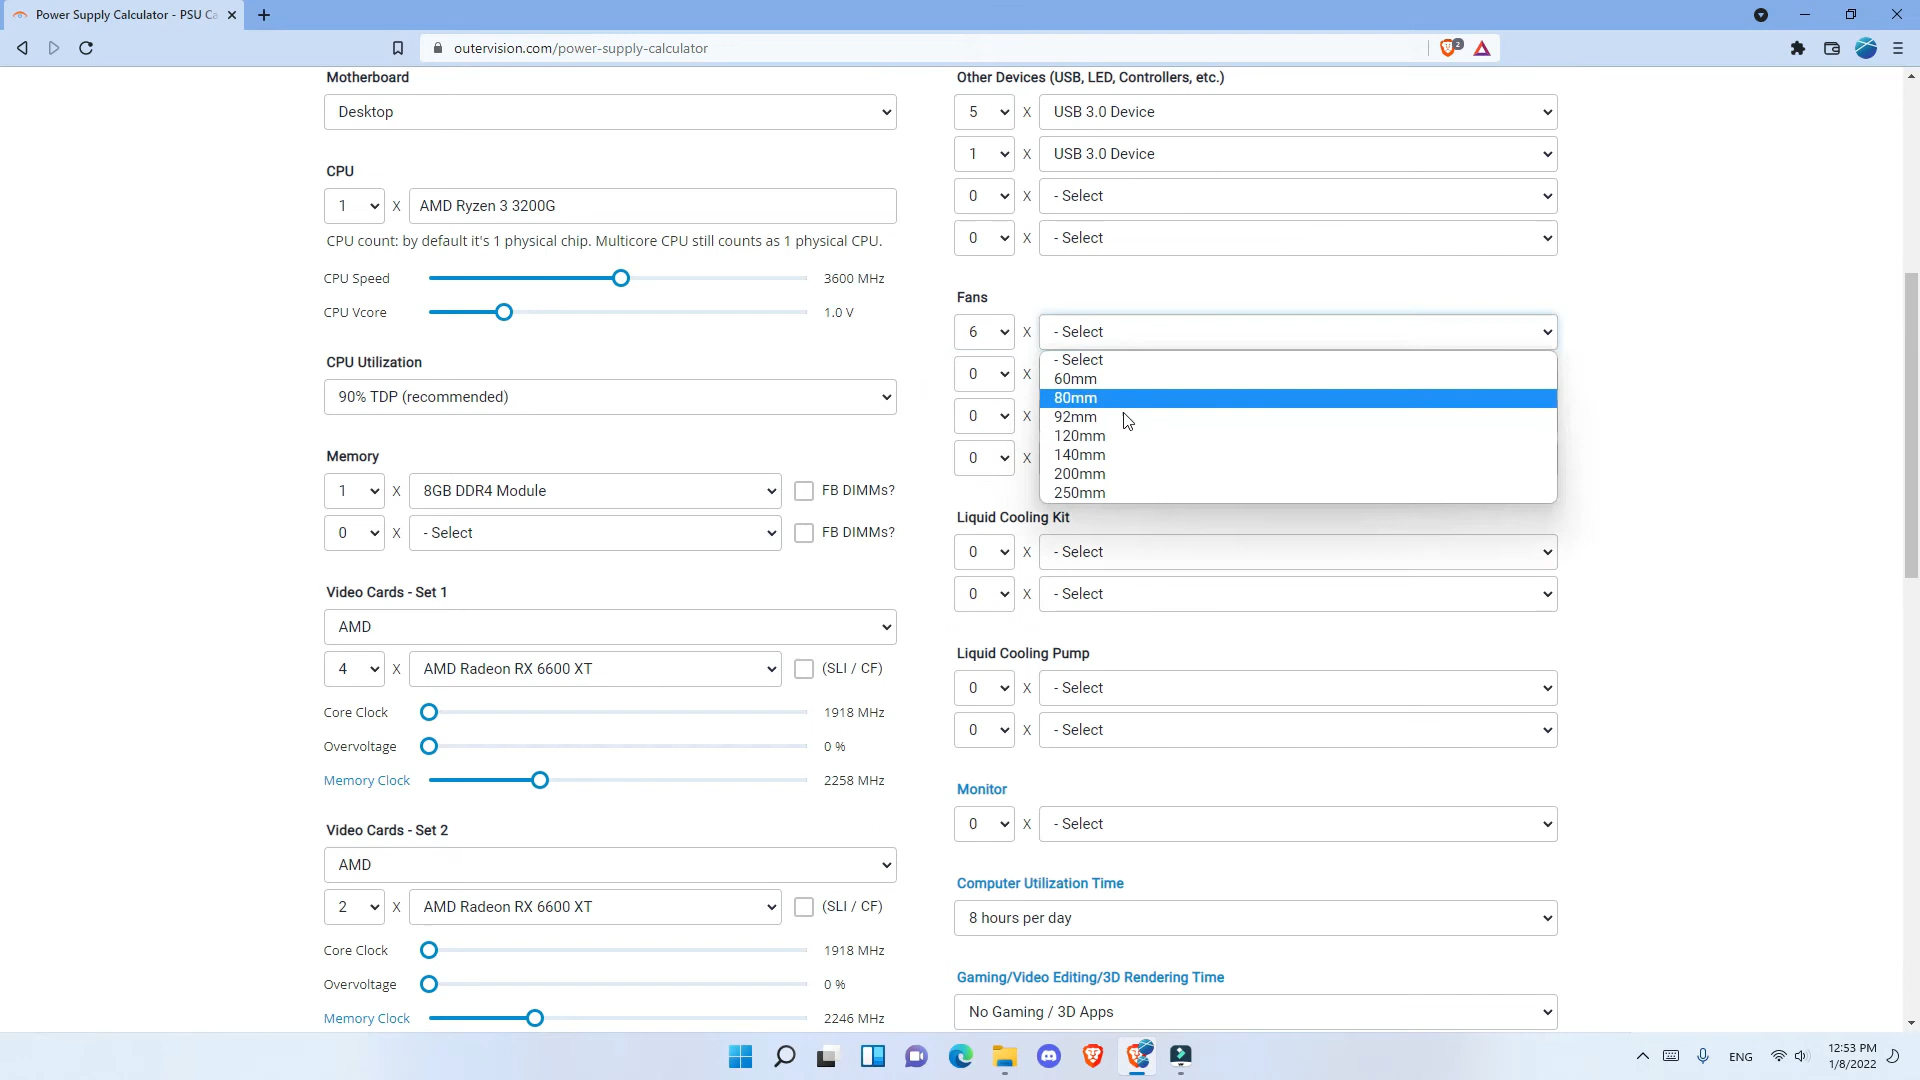 Power Supply Calculator - PSU Ca
outervision.com/power-supply-calculator
2
Motherboard
Desktop
CPU
1 X AMD Ryzen 3 3200G
CPU count: by default it's 1 physical chip. Multicore CPU still counts as 1 physical CPU.
CPU Speed 3600 MHz
CPU Vcore 1.0 V
CPU Utilization
90% TDP (recommended)
Memory
1 X 8GB DDR4 Module FB DIMMs?
0 X - Select FB DIMMs?
Video Cards - Set 1
AMD
4 X AMD Radeon RX 6600 XT (SLI / CF)
Core Clock 1918 MHz
Overvoltage 0 %
Memory Clock 2258 MHz
Video Cards - Set 2
AMD
2 X AMD Radeon RX 6600 XT (SLI / CF)
Core Clock 1918 MHz
Overvoltage 0 %
Memory Clock 2246 MHz
Other Devices (USB, LED, Controllers, etc.)
5 X USB 3.0 Device
1 X USB 3.0 Device
0 X - Select
0 X - Select
Fans
6 X - Select
0 X
0 X
0 X
- Select
60mm
80mm
92mm
120mm
140mm
200mm
250mm
Liquid Cooling Kit
0 X - Select
0 X - Select
Liquid Cooling Pump
0 X - Select
0 X - Select
Monitor
0 X - Select
Computer Utilization Time
8 hours per day
Gaming/Video Editing/3D Rendering Time
No Gaming / 3D Apps
ENG
12:53 PM
1/8/2022